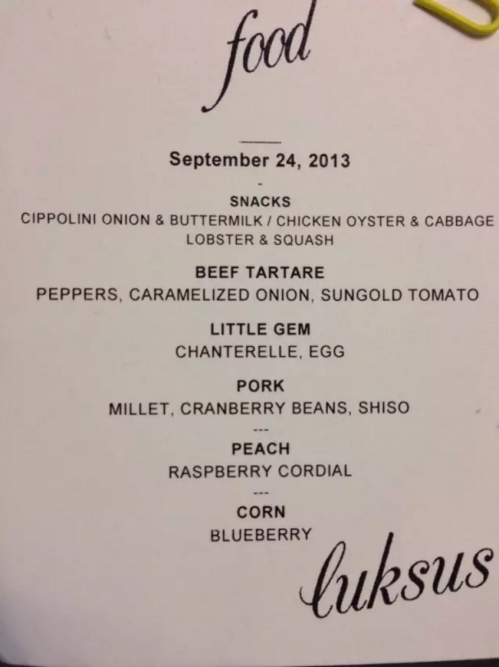 food
September 24, 2013
-
SNACKS
CIPPOLINI ONION & BUTTERMILK / CHICKEN OYSTER & CABBAGE
LOBSTER & SQUASH
BEEF TARTARE
PEPPERS, CARAMELIZED ONION, SUNGOLD TOMATO
LITTLE GEM
CHANTERELLE, EGG
PORK
MILLET, CRANBERRY BEANS, SHISO
---
PEACH
RASPBERRY CORDIAL
---
CORN
BLUEBERRY
luksus